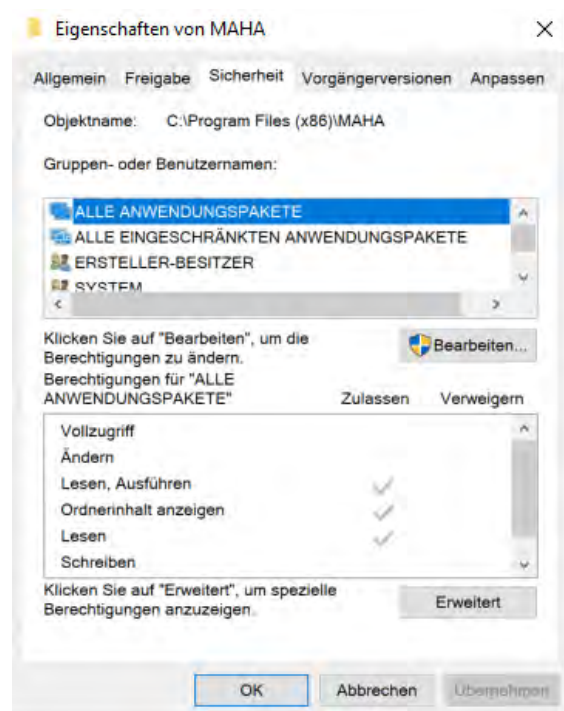 Eigenschaften von MAHA
Allgemein Freigabe Sicherheit Vorgängerversionen Anpassen
Objektname: C:\Program Files (x86)\MAHA
Gruppen- oder Benutzernamen:
ALLE ANWENDUNGSPAKETE
ALLE EINGESCHRÄNKTEN ANWENDUNGSPAKETE
ERSTELLER-BESITZER
SYSTEM
Klicken Sie auf "Bearbeiten", um die
Berechtigungen zu ändern.
Bearbeiten...
Berechtigungen für "ALLE
ANWENDUNGSPAKETE" Zulassen Verweigern
Vollzugriff
Ändern
Lesen, Ausführen
Ordnerinhalt anzeigen
Lesen
Schreiben
Klicken Sie auf "Erweitert", um spezielle
Berechtigungen anzuzeigen.
Erweitert
OK Abbrechen Übernehmen